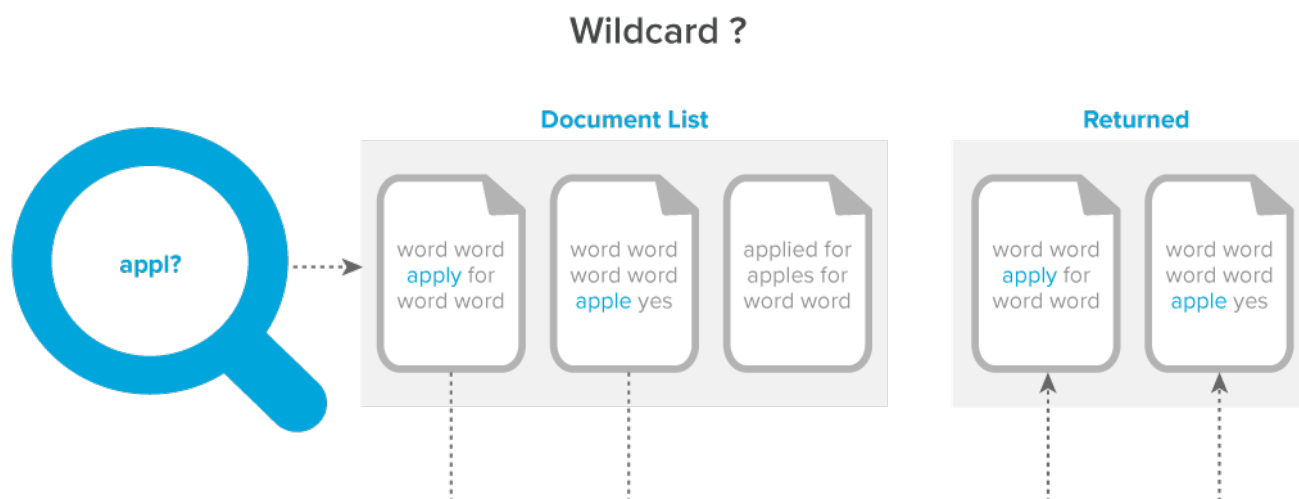 Wildcard ?
Document List
Returned
appl?
word word
apply for
word word
word word
word word
apple yes
applied for
apples for
word word
word word
apply for
word word
word word
word word
apple yes